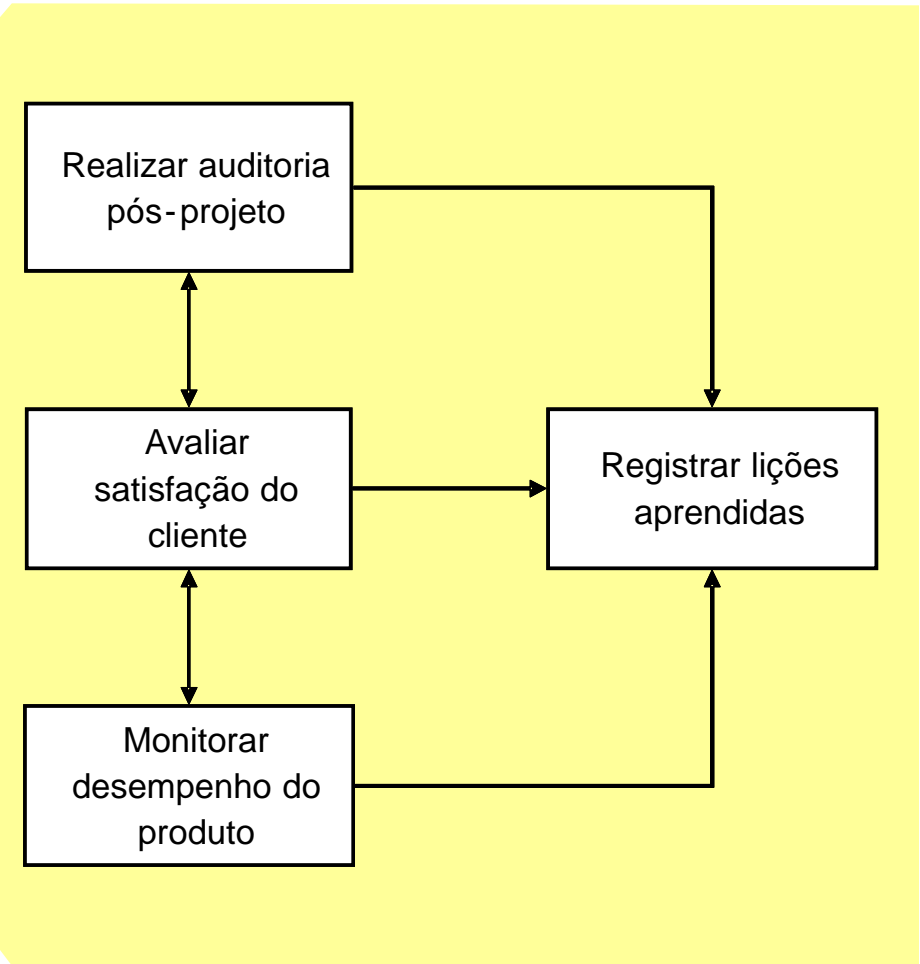 Realizar auditoria
pós-projeto
Avaliar
satisfação do
cliente
Registrar lições
aprendidas
Monitorar
desempenho do
produto